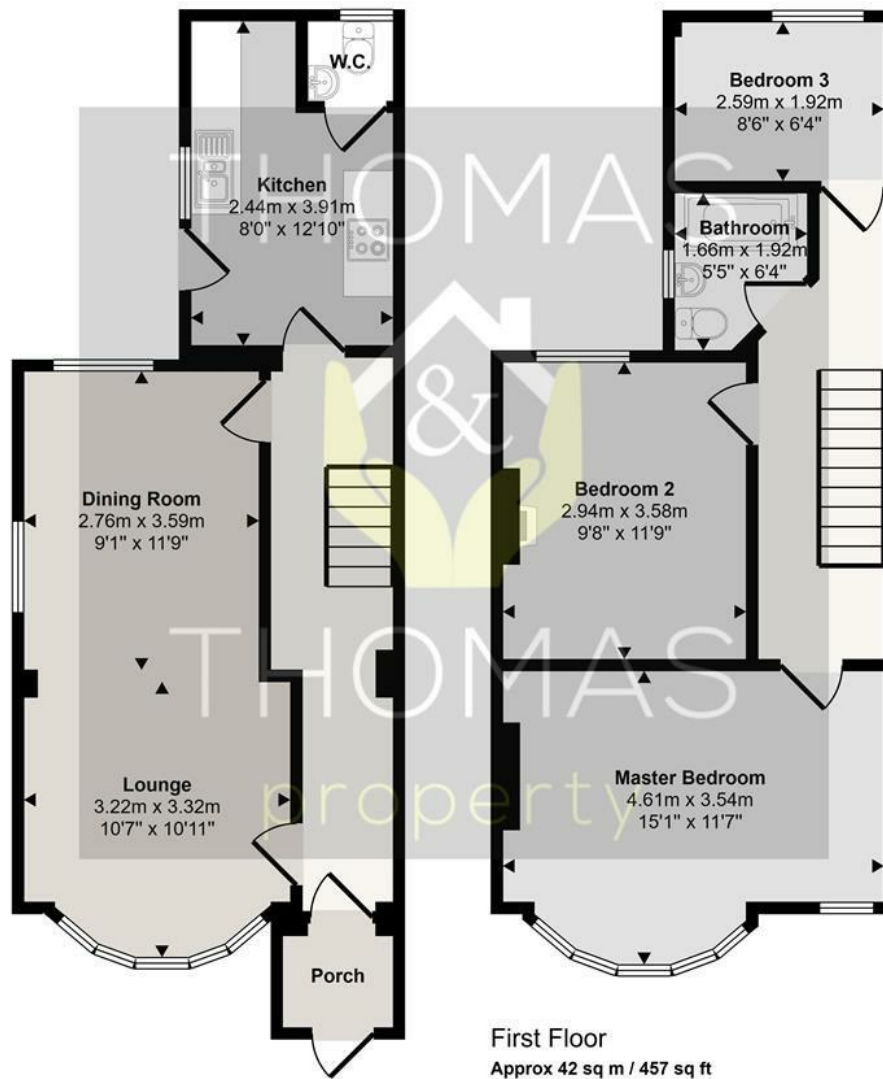 W.C.
Kitchen
2.44m x 3.91m
8'0" x 12'10"
Dining Room
2.76m x 3.59m
9'1" x 11'9"
Lounge
3.22m x 3.32m
10'7" x 10'11"
Porch
Bedroom 3
2.59m x 1.92m
8'6" x 6'4"
Bathroom
1.66m x 1.92m
5'5" x 6'4"
Bedroom 2
2.94m x 3.58m
9'8" x 11'9"
Master Bedroom
4.61m x 3.54m
15'1" x 11'7"
First Floor
Approx 42 sq m / 457 sq ft
THOMAS
&
THOMAS
property